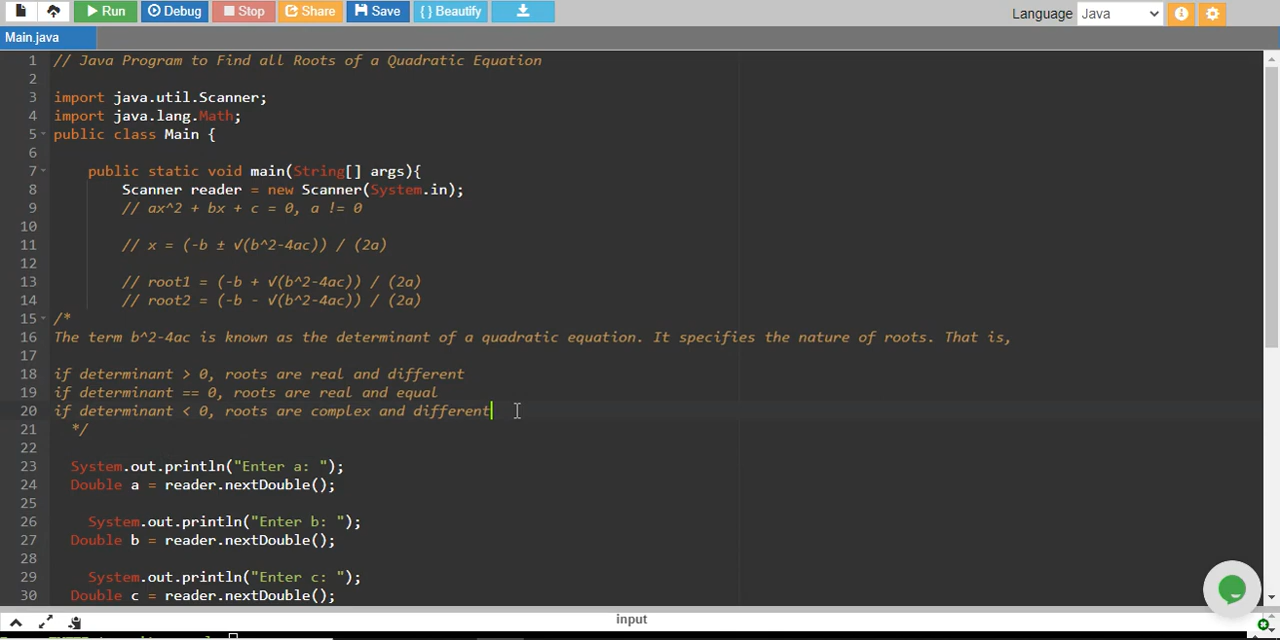 Run Debug Stop Share Save { } Beautify Language Java
Main.java
1 // Java Program to Find all Roots of a Quadratic Equation
2
3 import java.util.Scanner;
4 import java.lang.Math;
5 public class Main {
6
7 public static void main(String[] args){
8 Scanner reader = new Scanner(System.in);
9 // ax^2 + bx + c = 0, a != 0
10
11 // x = (-b ± √(b^2-4ac)) / (2a)
12
13 // root1 = (-b + √(b^2-4ac)) / (2a)
14 // root2 = (-b - √(b^2-4ac)) / (2a)
15 /*
16 The term b^2-4ac is known as the determinant of a quadratic equation. It specifies the nature of roots. That is,
17
18 if determinant > 0, roots are real and different
19 if determinant == 0, roots are real and equal
20 if determinant < 0, roots are complex and different
21 */
22
23 System.out.println("Enter a: ");
24 Double a = reader.nextDouble();
25
26 System.out.println("Enter b: ");
27 Double b = reader.nextDouble();
28
29 System.out.println("Enter c: ");
30 Double c = reader.nextDouble();
input